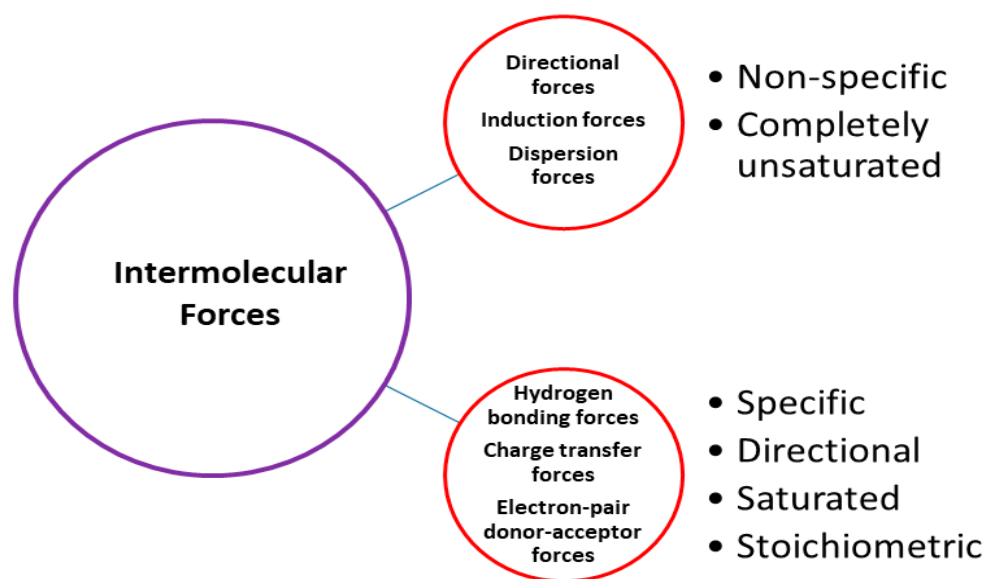 Intermolecular
Forces
Directional
forces
Induction forces
Dispersion
forces
• Non-specific
• Completely
unsaturated
Hydrogen
bonding forces
Charge transfer
forces
Electron-pair
donor-acceptor
forces
• Specific
• Directional
• Saturated
• Stoichiometric